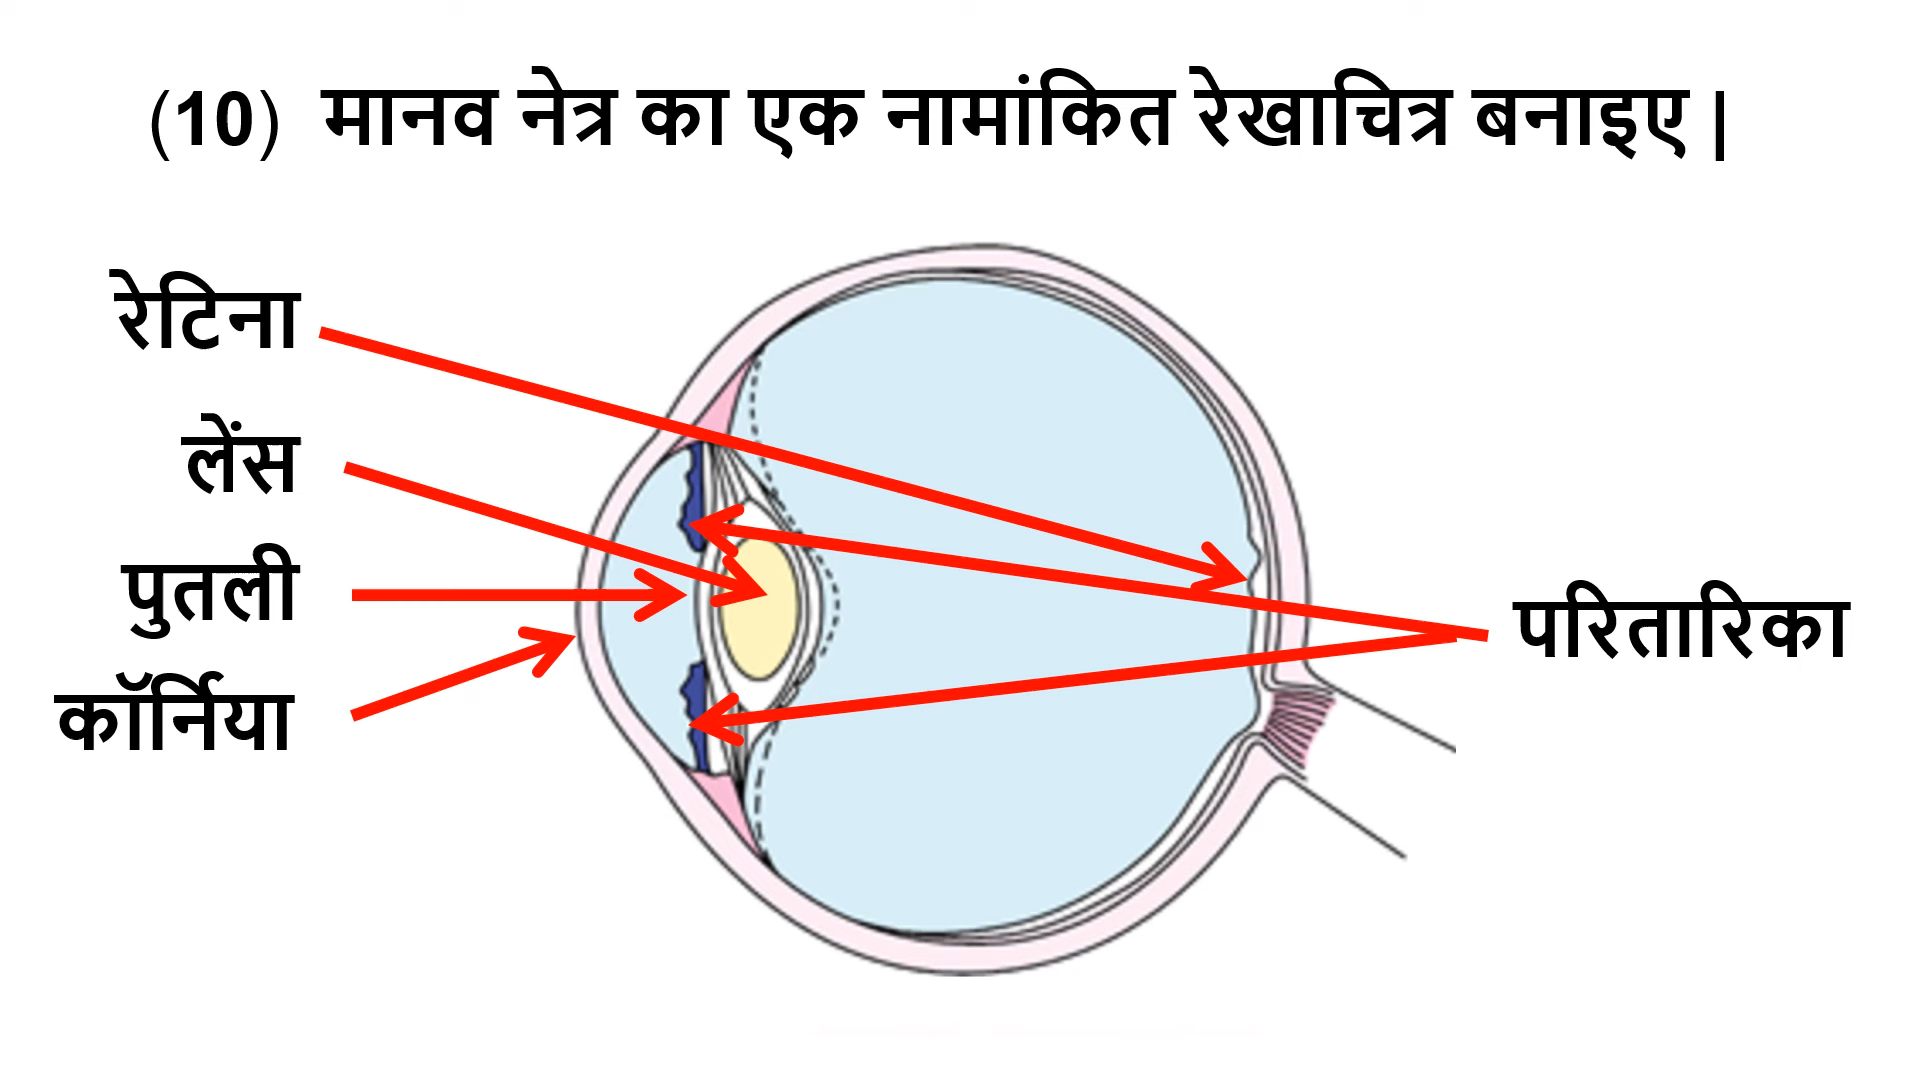 (10) मानव नेत्र का एक नामांकित रेखाचित्र बनाइए |
रेटिना
लेंस
पुतली
कॉर्निया
परितारिका